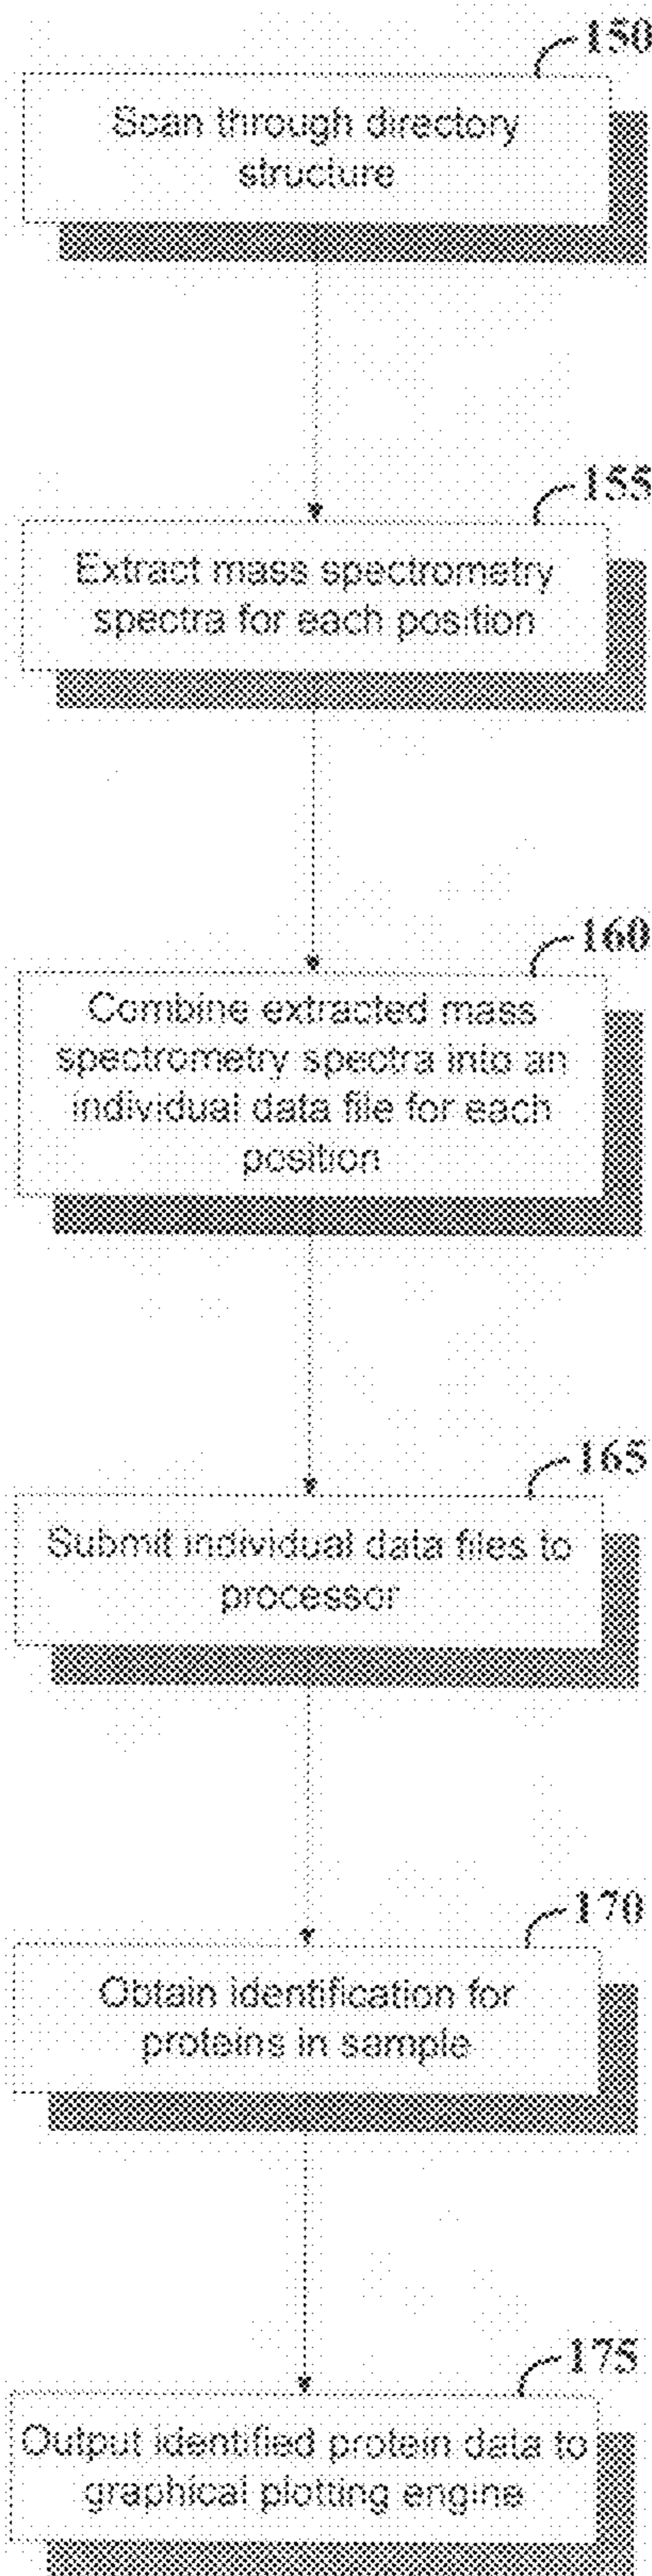 150
Scan through directory
structure
155
Extract mass spectrometry
spectra for each position
160
Combine extracted mass
spectrometry spectra into an
individual data file for each
position
165
Submit individual data files to
processor
170
Obtain identification for
proteins in sample
175
Output identified protein data to
graphical plotting engine